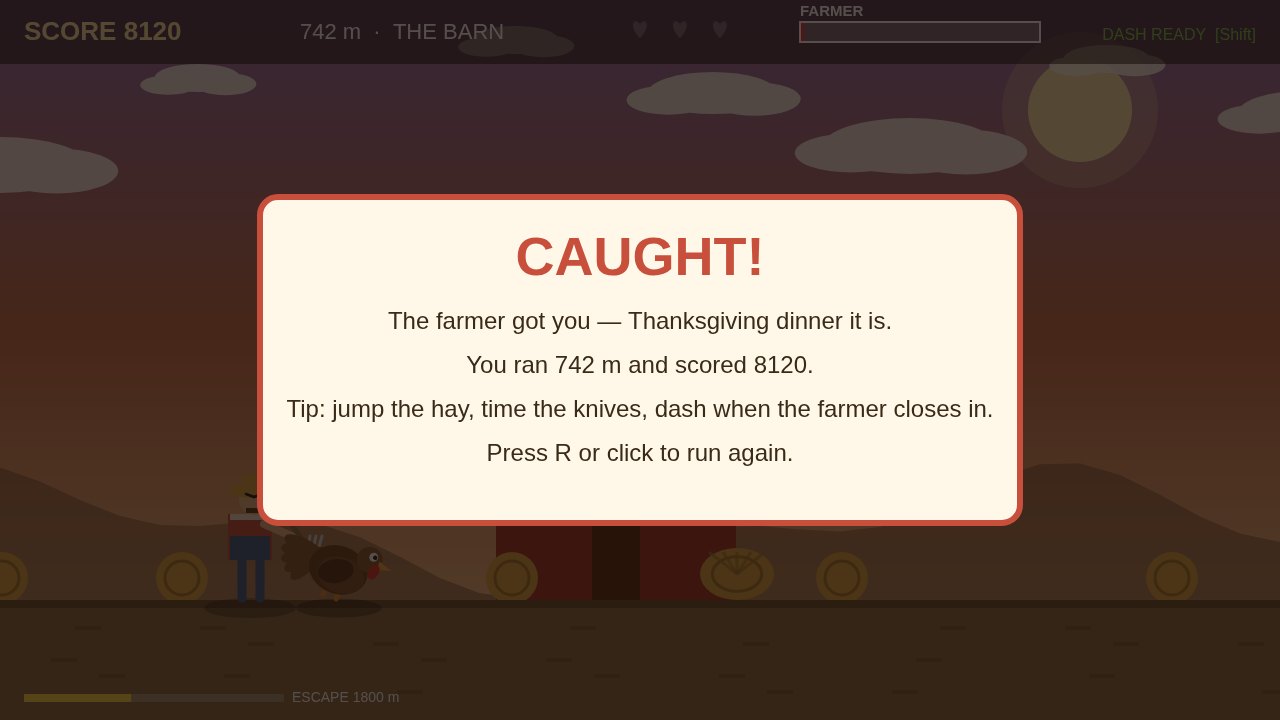 SCORE 8120
742 m · THE BARN
FARMER
DASH READY [Shift]
CAUGHT!
The farmer got you — Thanksgiving dinner it is.
You ran 742 m and scored 8120.
Tip: jump the hay, time the knives, dash when the farmer closes in.
Press R or click to run again.
ESCAPE 1800 m